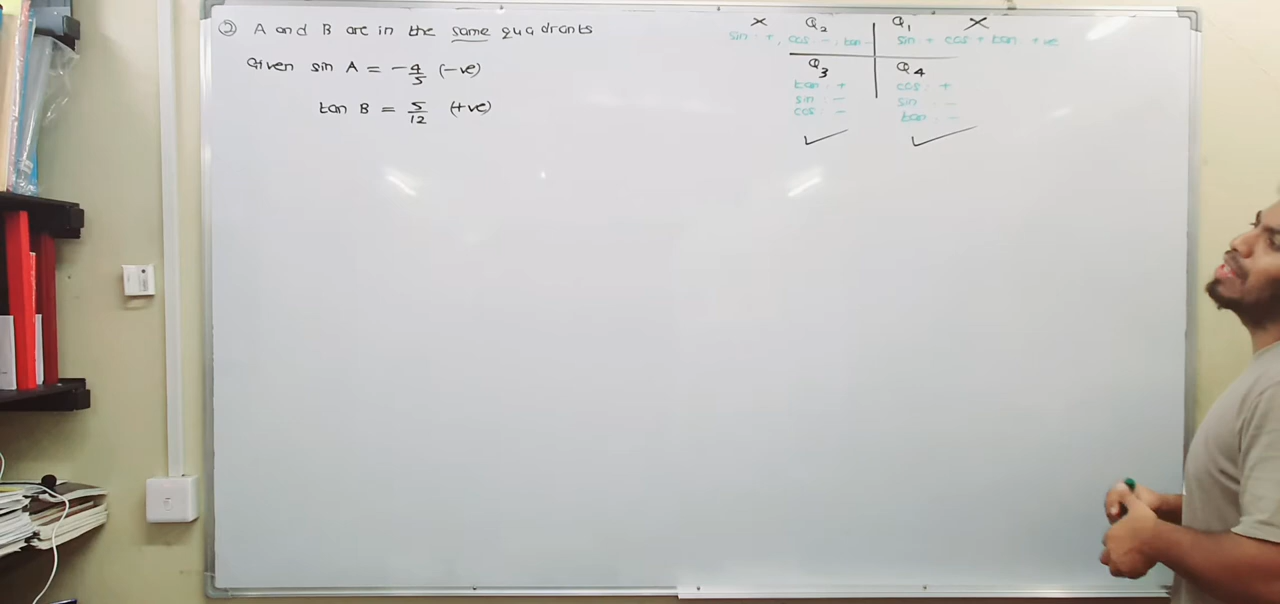 ② A and B are in the same quadrants
Given sin A = -4/5 (-ve)
tan B = 5/12 (+ve)
× Q2
sin : +, cos : -, tan -
Q1 ×
sin + cos + tan +ve
Q3
tan : +
sin : -
cos : -
✓
Q4
cos : +
sin : -
tan : -
✓